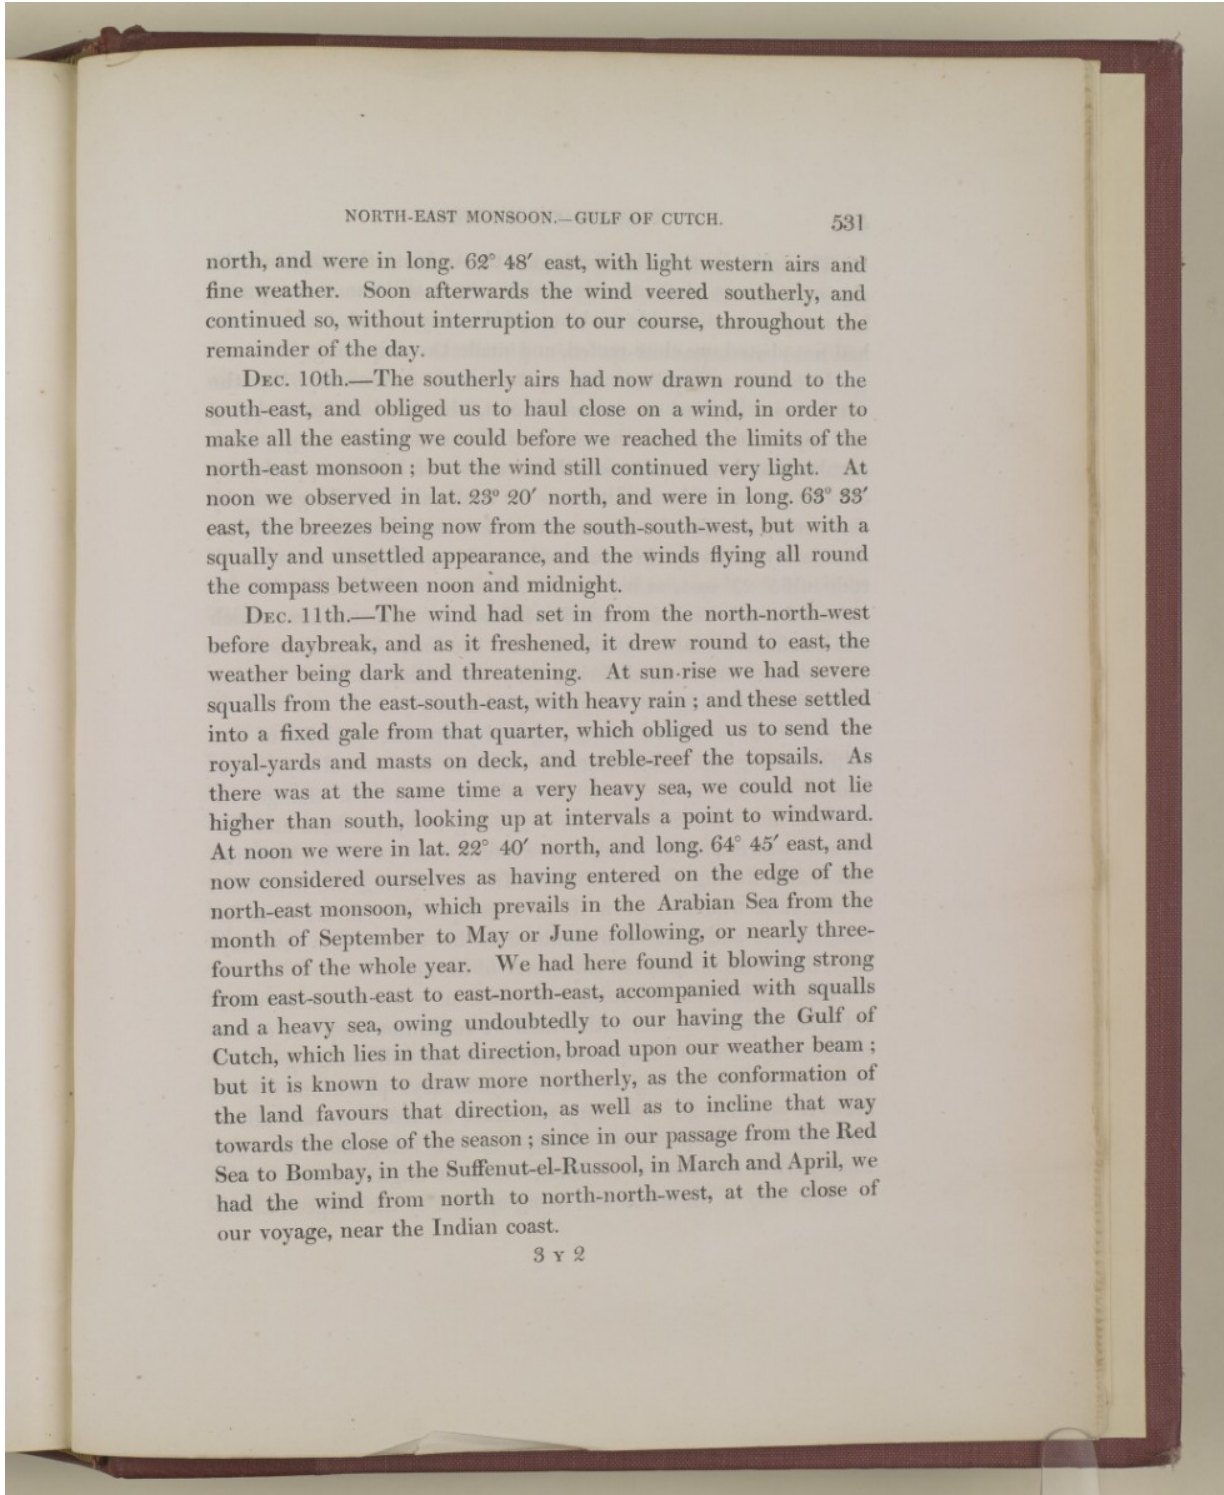 NORTH-EAST MONSOON.—GULF OF CUTCH. 531
north, and were in long. 62° 48′ east, with light western airs and
fine weather. Soon afterwards the wind veered southerly, and
continued so, without interruption to our course, throughout the
remainder of the day.
DEC. 10th.—The southerly airs had now drawn round to the
south-east, and obliged us to haul close on a wind, in order to
make all the easting we could before we reached the limits of the
north-east monsoon ; but the wind still continued very light. At
noon we observed in lat. 23° 20′ north, and were in long. 63° 33′
east, the breezes being now from the south-south-west, but with a
squally and unsettled appearance, and the winds flying all round
the compass between noon and midnight.
DEC. 11th.—The wind had set in from the north-north-west
before daybreak, and as it freshened, it drew round to east, the
weather being dark and threatening. At sun-rise we had severe
squalls from the east-south-east, with heavy rain ; and these settled
into a fixed gale from that quarter, which obliged us to send the
royal-yards and masts on deck, and treble-reef the topsails. As
there was at the same time a very heavy sea, we could not lie
higher than south, looking up at intervals a point to windward.
At noon we were in lat. 22° 40′ north, and long. 64° 45′ east, and
now considered ourselves as having entered on the edge of the
north-east monsoon, which prevails in the Arabian Sea from the
month of September to May or June following, or nearly three-
fourths of the whole year. We had here found it blowing strong
from east-south-east to east-north-east, accompanied with squalls
and a heavy sea, owing undoubtedly to our having the Gulf of
Cutch, which lies in that direction, broad upon our weather beam ;
but it is known to draw more northerly, as the conformation of
the land favours that direction, as well as to incline that way
towards the close of the season ; since in our passage from the Red
Sea to Bombay, in the Suffenut-el-Russool, in March and April, we
had the wind from north to north-north-west, at the close of
our voyage, near the Indian coast.
3 Y 2